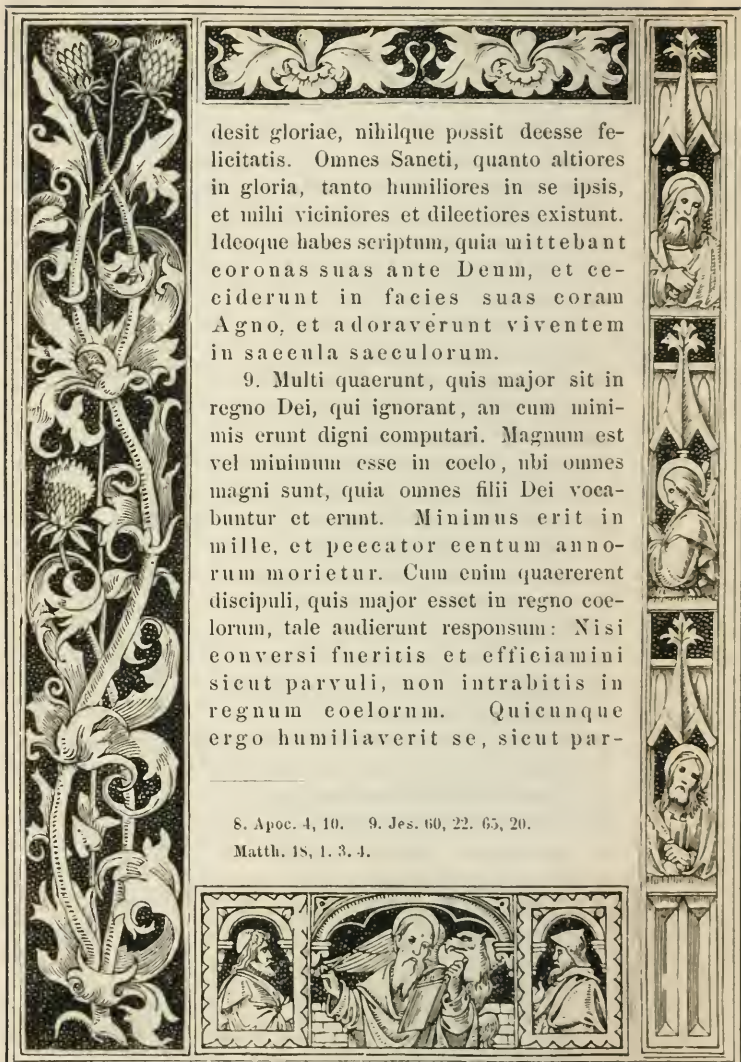 desit gloriae, nihilque possit deesse fe-
licitatis. Omnes Sancti, quanto altiores
in gloria, tanto humiliores in se ipsis,
et mihi viciniores et dilectiores existunt.
Ideoque habes scriptum, quia mittebant
coronas suas ante Deum, et ce-
ciderunt in facies suas coram
Agno, et adoraverunt viventem
in saecula saeculorum.
9. Multi quaerunt, quis major sit in
regno Dei, qui ignorant, an cum mini-
mis erunt digni computari. Magnum est
vel minimum esse in coelo, ubi omnes
magni sunt, quia omnes filii Dei voca-
buntur et erunt. Minimus erit in
mille, et peccator centum anno-
rum morietur. Cum enim quaererent
discipuli, quis major esset in regno coe-
lorum, tale audierunt responsum: Nisi
conversi fueritis et efficiamini
sicut parvuli, non intrabitis in
regnum coelorum. Quicunque
ergo humiliaverit se, sicut par-
8. Apoc. 4, 10. 9. Jes. 60, 22. 65, 20.
Matth. 18, 1. 3. 4.